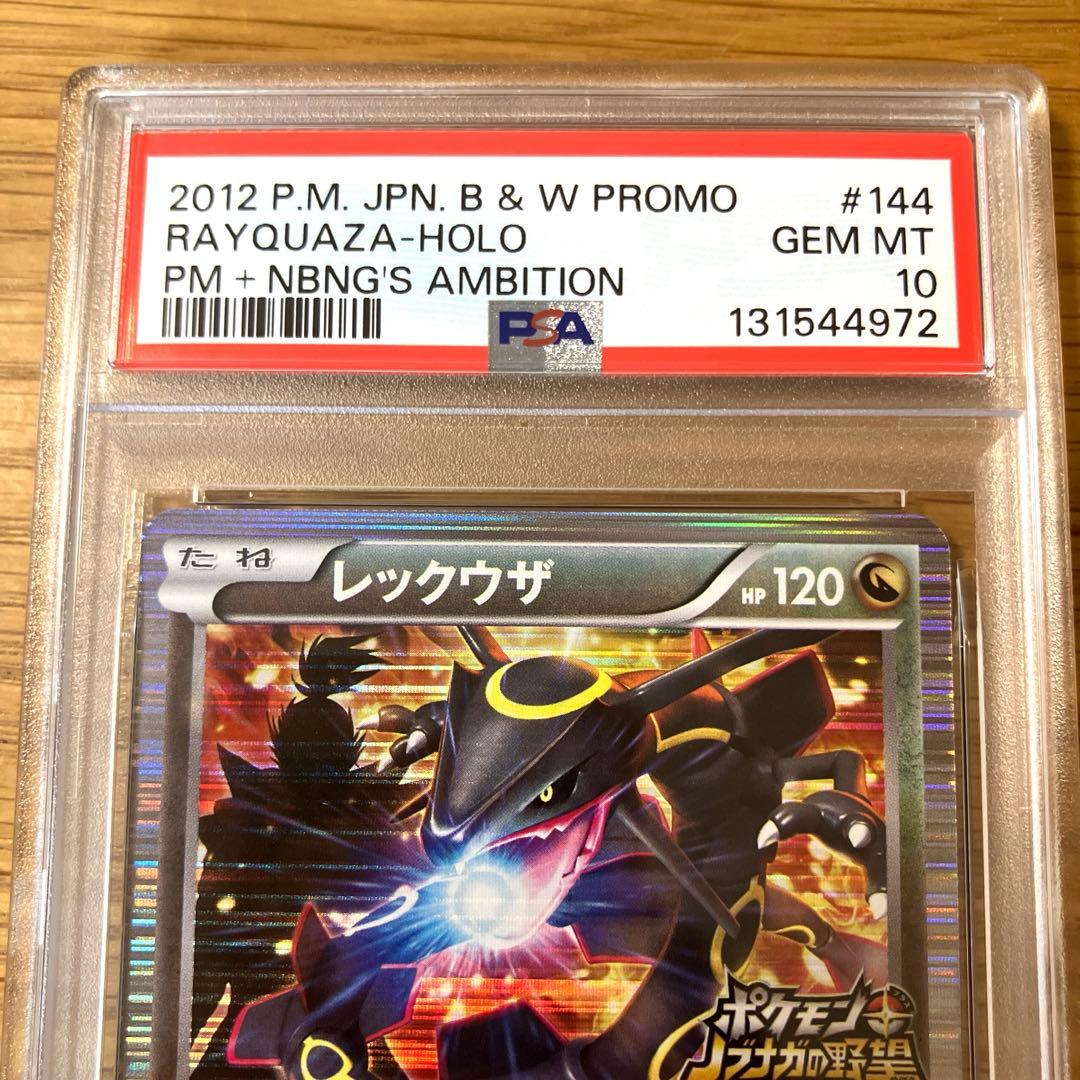 2012 P.M. JPN. B & W PROMO #144
RAYQUAZA-HOLO GEM MT
PM + NBNG'S AMBITION 10
PSA 131544972
たね レックウザ HP 120
ポケモン
ノブナガの野望